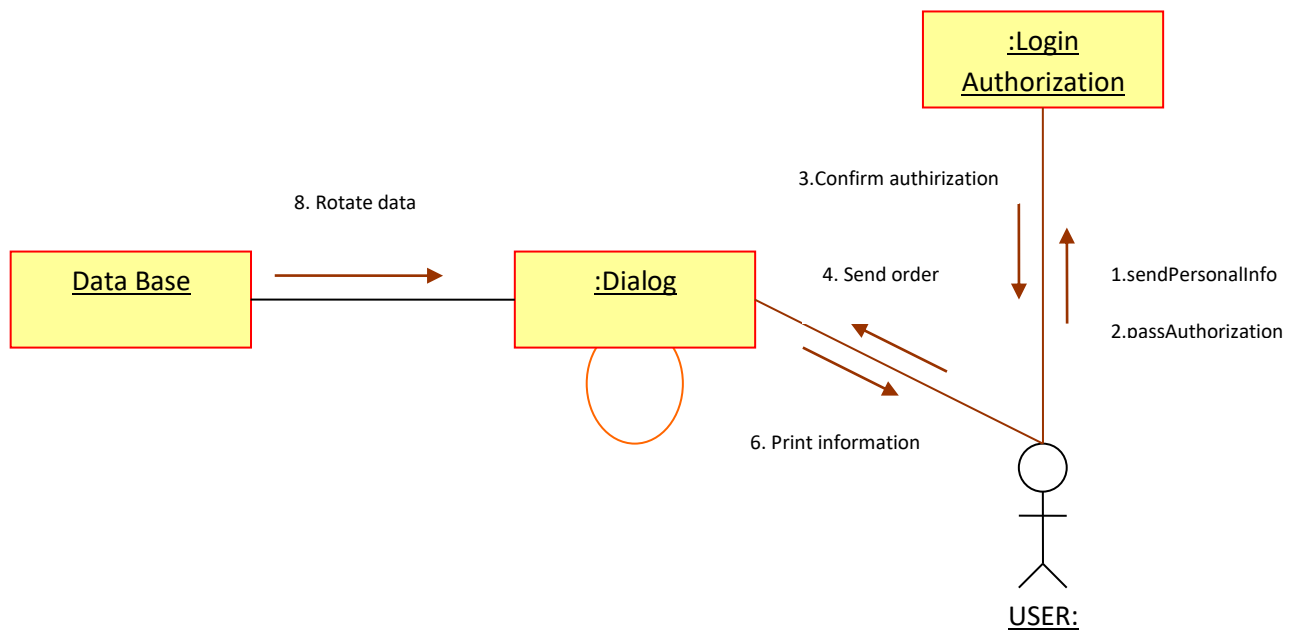 :Login
Authorization
3.Confirm authirization
8. Rotate data
Data Base
:Dialog
4. Send order
1.sendPersonalInfo
2.passAuthorization
6. Print information
USER: